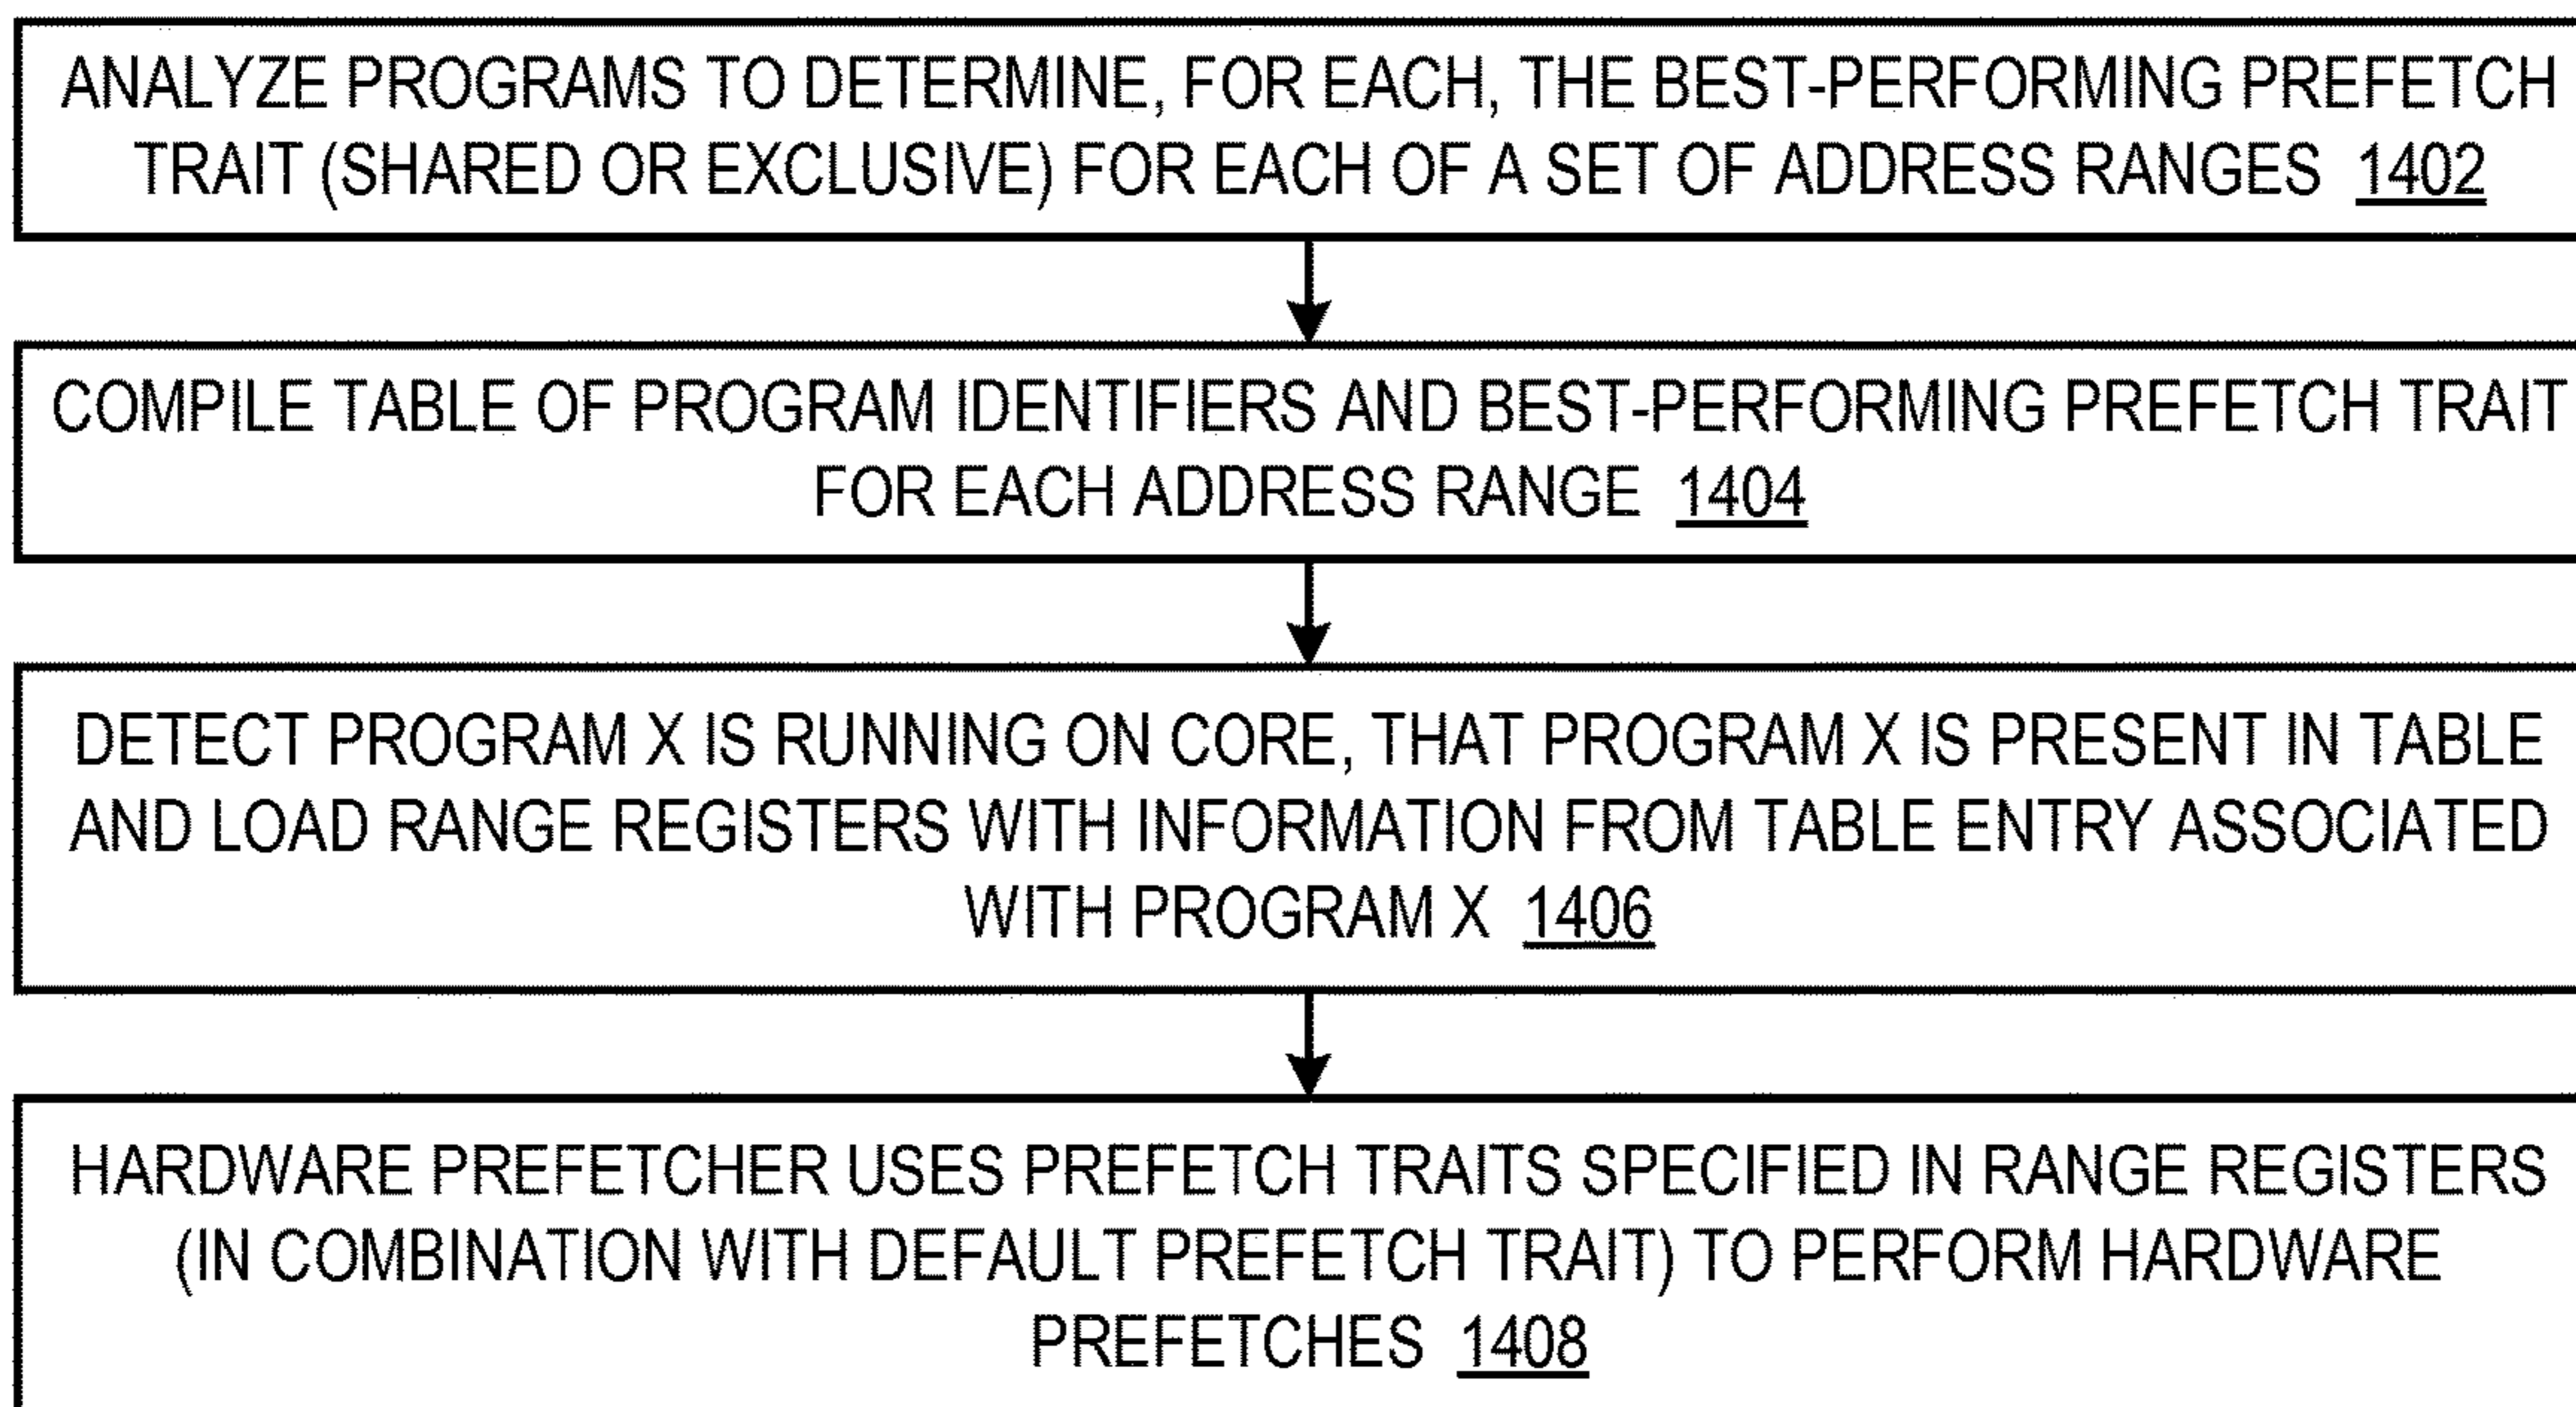 ANALYZE PROGRAMS TO DETERMINE, FOR EACH, THE BEST-PERFORMING PREFETCH
TRAIT (SHARED OR EXCLUSIVE) FOR EACH OF A SET OF ADDRESS RANGES 1402
COMPILE TABLE OF PROGRAM IDENTIFIERS AND BEST-PERFORMING PREFETCH TRAIT
FOR EACH ADDRESS RANGE 1404
DETECT PROGRAM X IS RUNNING ON CORE, THAT PROGRAM X IS PRESENT IN TABLE
AND LOAD RANGE REGISTERS WITH INFORMATION FROM TABLE ENTRY ASSOCIATED
WITH PROGRAM X 1406
HARDWARE PREFETCHER USES PREFETCH TRAITS SPECIFIED IN RANGE REGISTERS
(IN COMBINATION WITH DEFAULT PREFETCH TRAIT) TO PERFORM HARDWARE
PREFETCHES 1408